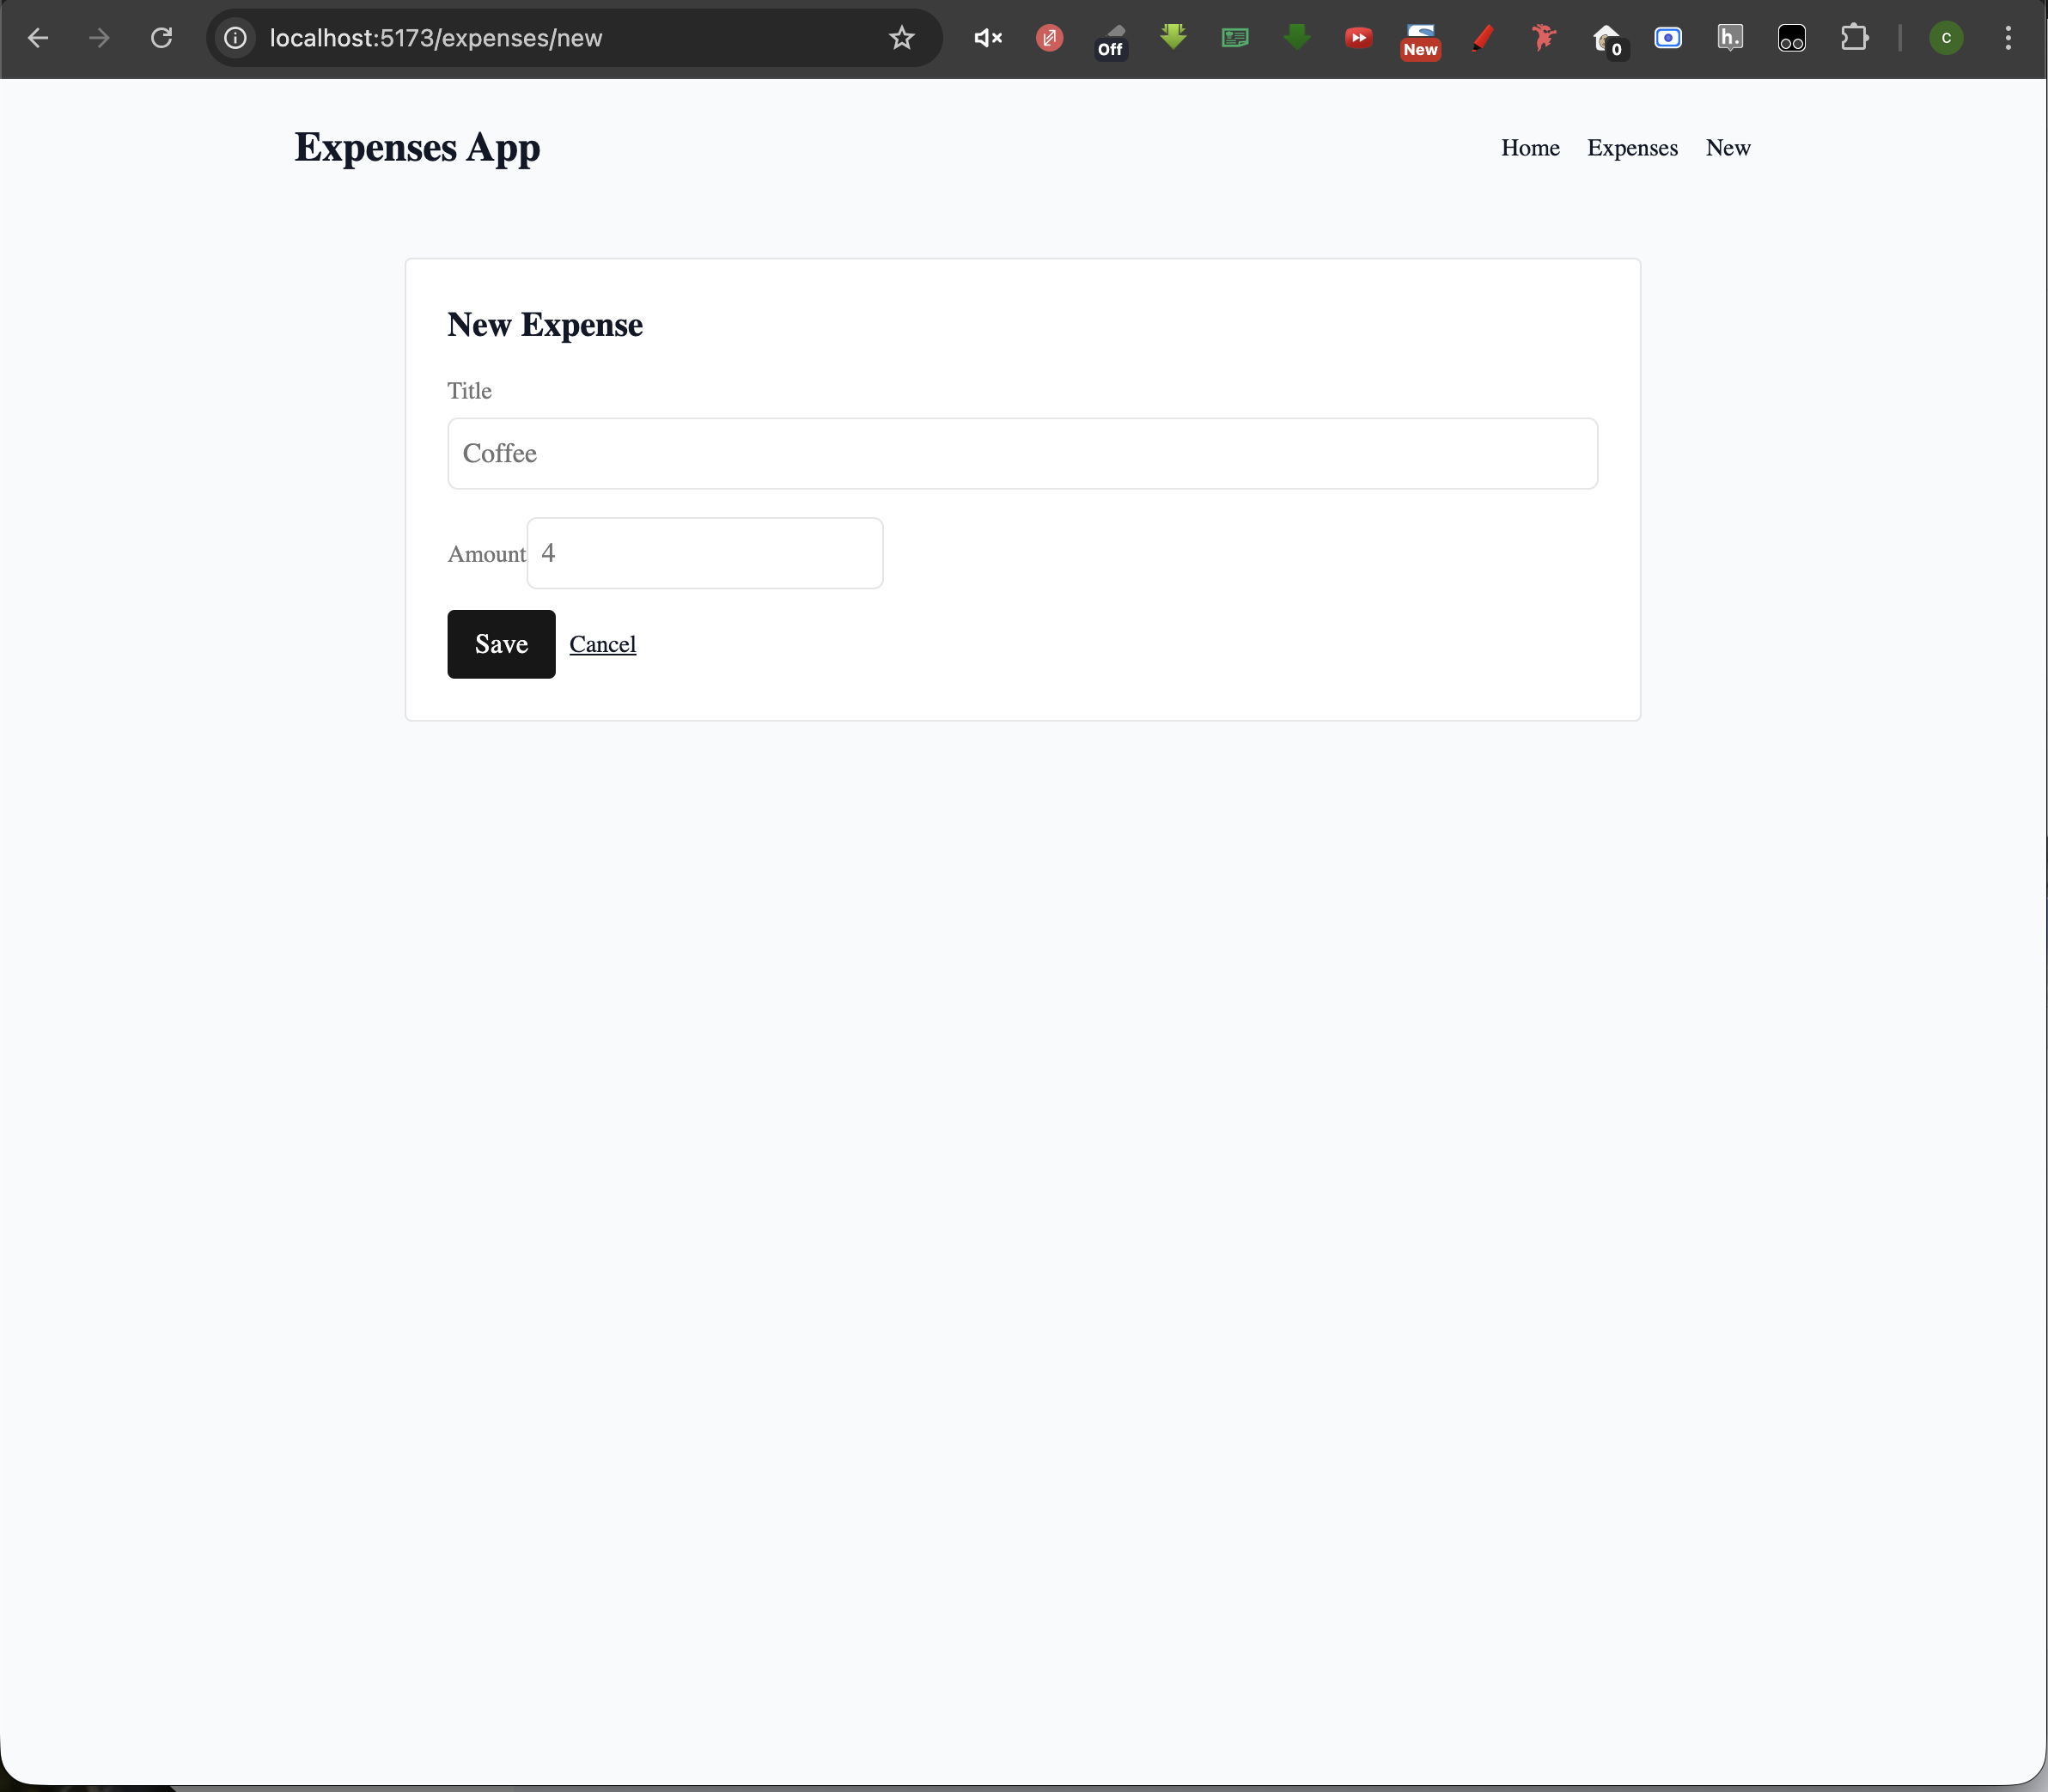 localhost:5173/expenses/new
Off
New
0
h.
c
Expenses App
Home Expenses New
New Expense
Title
Coffee
Amount 4
Save Cancel